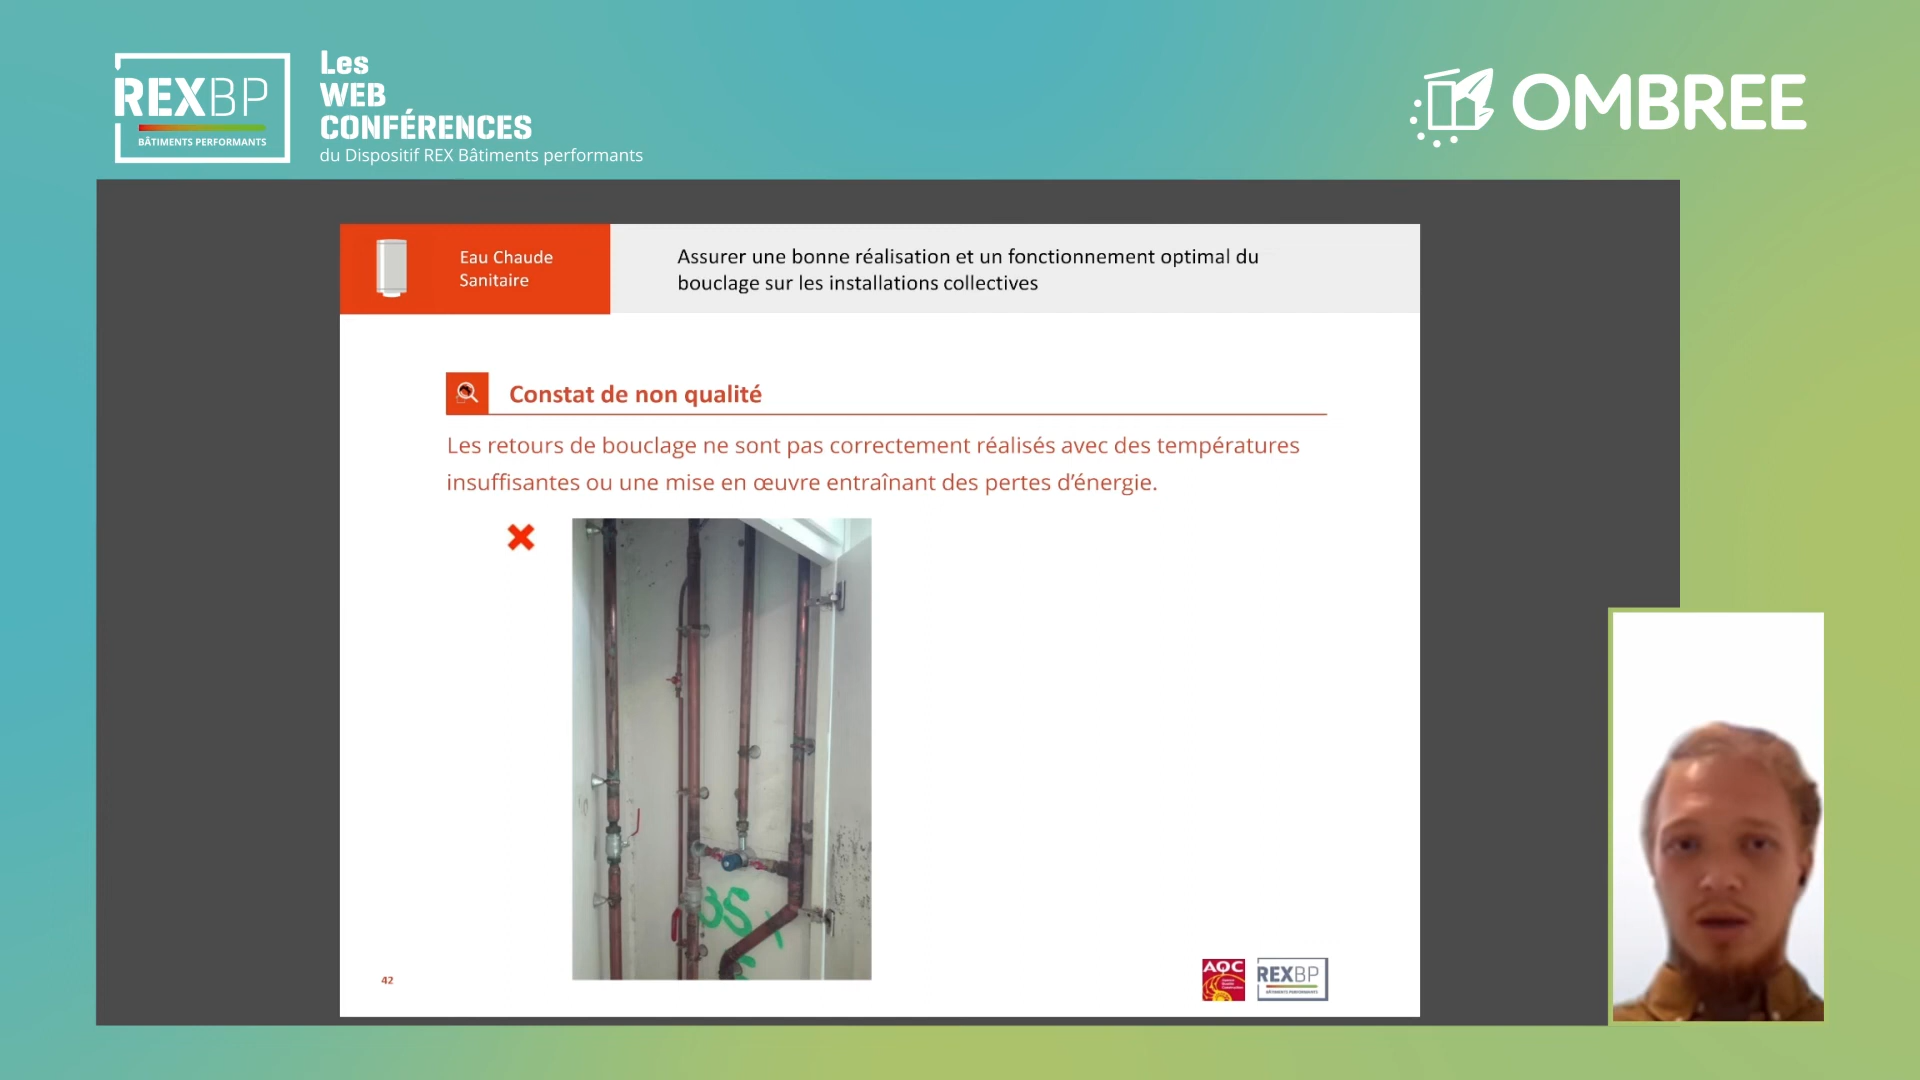 REXBP
BÂTIMENTS PERFORMANTS
Les
WEB
CONFÉRENCES
du Dispositif REX Bâtiments performants
OMBREE
Eau Chaude
Sanitaire
Assurer une bonne réalisation et un fonctionnement optimal du
bouclage sur les installations collectives
Constat de non qualité
Les retours de bouclage ne sont pas correctement réalisés avec des températures
insuffisantes ou une mise en œuvre entraînant des pertes d’énergie.
42
AQC
REXBP
BÂTIMENTS PERFORMANTS